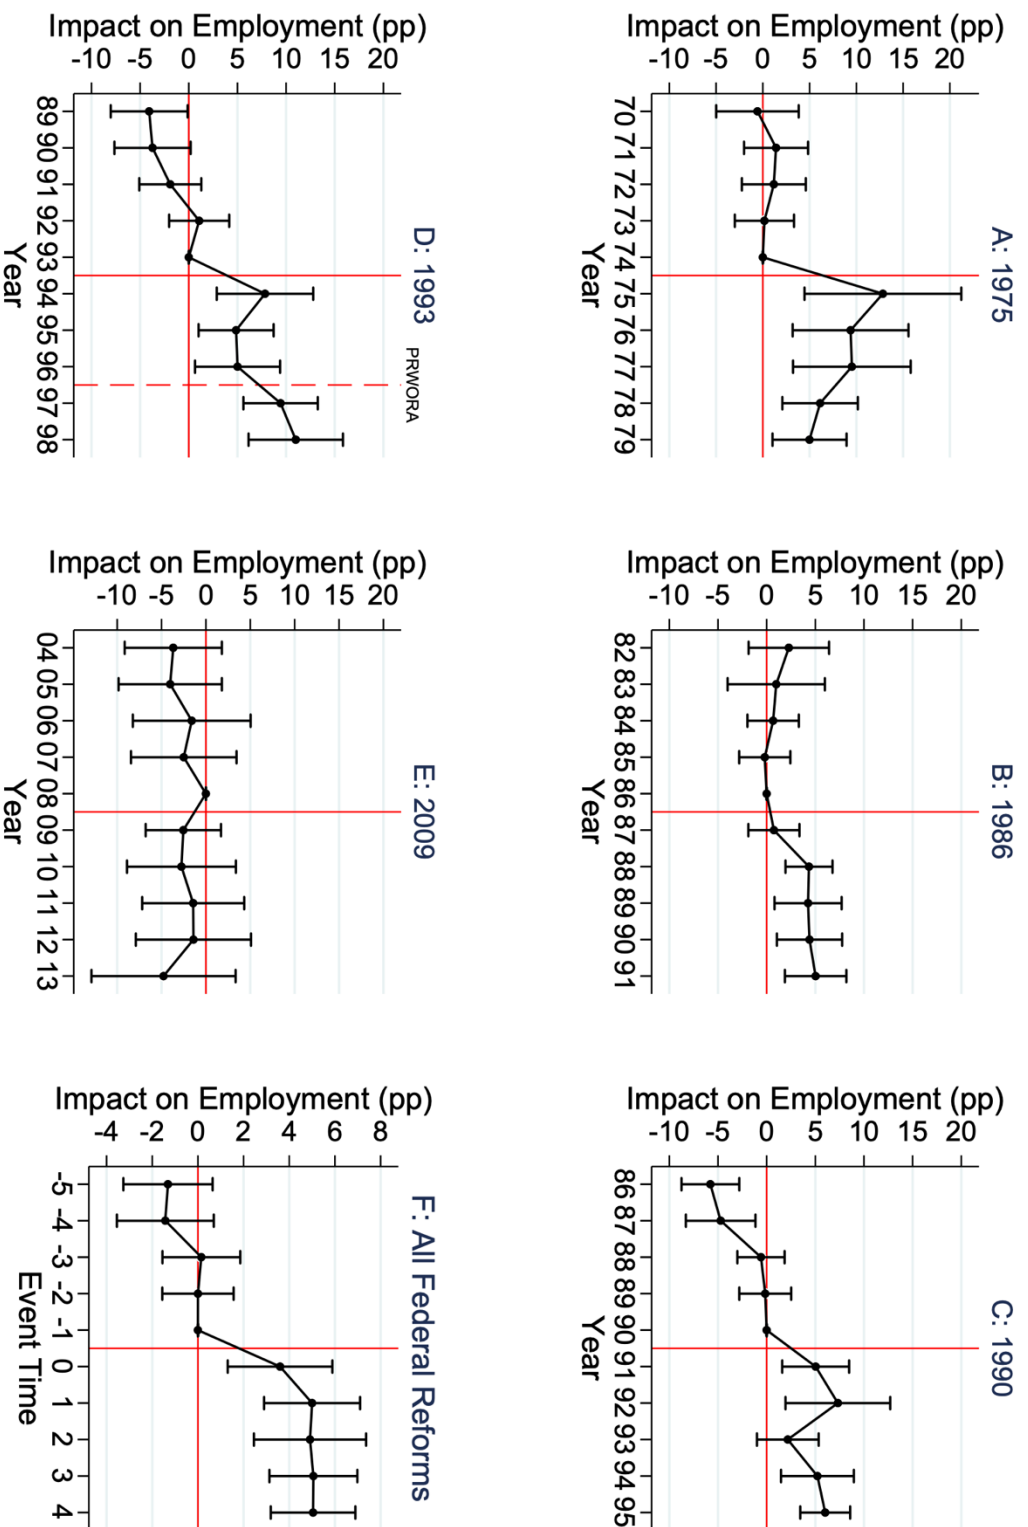 A: 1975
Impact on Employment (pp)
-10 -5 0 5 10 15 20
70 71 72 73 74 75 76 77 78 79
Year
B: 1986
Impact on Employment (pp)
-10 -5 0 5 10 15 20
82 83 84 85 86 87 88 89 90 91
Year
C: 1990
Impact on Employment (pp)
-10 -5 0 5 10 15 20
86 87 88 89 90 91 92 93 94 95
Year
D: 1993
PRWORA
Impact on Employment (pp)
-10 -5 0 5 10 15 20
89 90 91 92 93 94 95 96 97 98
Year
E: 2009
Impact on Employment (pp)
-10 -5 0 5 10 15 20
04 05 06 07 08 09 10 11 12 13
Year
F: All Federal Reforms
Impact on Employment (pp)
-4 -2 0 2 4 6 8
-5 -4 -3 -2 -1 0 1 2 3 4
Event Time